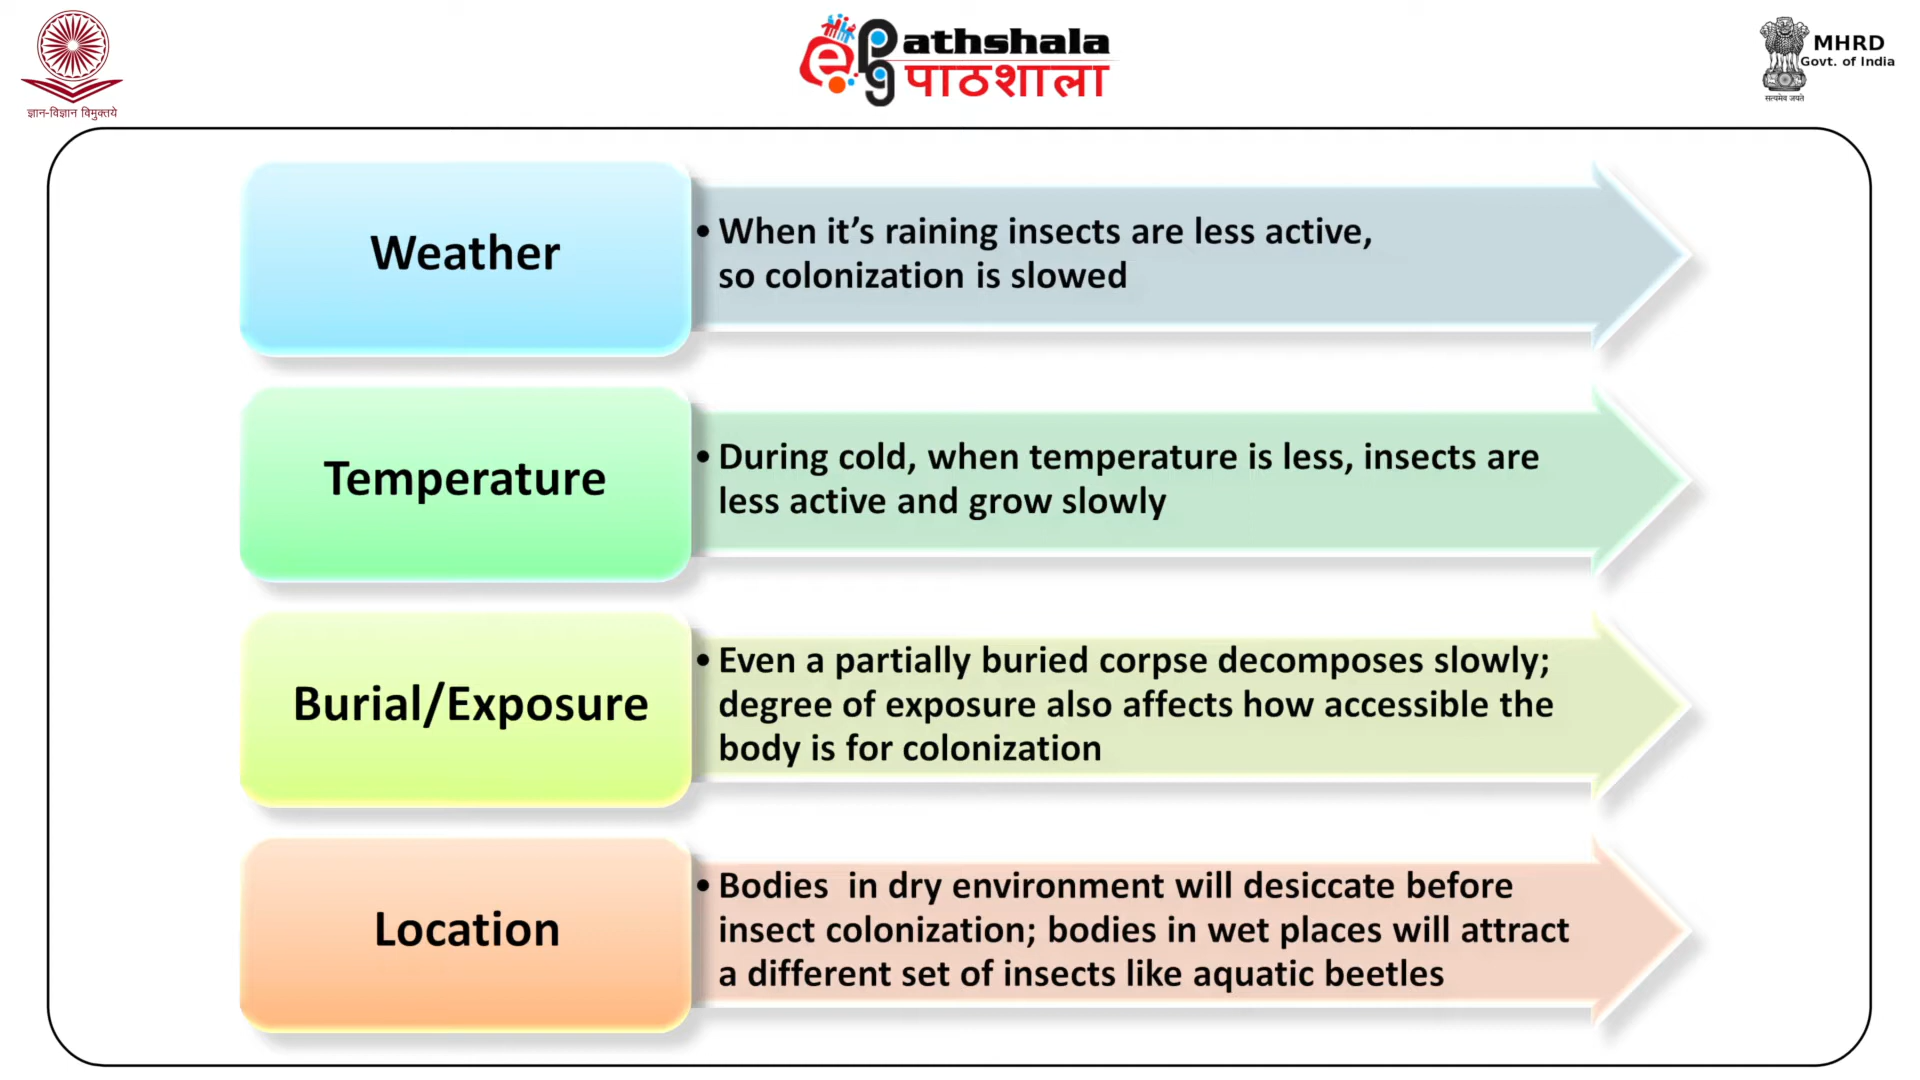 ज्ञान-विज्ञान विमुक्तये
epg athshala
पाठशाला
MHRD
Govt. of India
सत्यमेव जयते
Weather
• When it’s raining insects are less active,
so colonization is slowed
Temperature
• During cold, when temperature is less, insects are
less active and grow slowly
Burial/Exposure
• Even a partially buried corpse decomposes slowly;
degree of exposure also affects how accessible the
body is for colonization
Location
• Bodies in dry environment will desiccate before
insect colonization; bodies in wet places will attract
a different set of insects like aquatic beetles